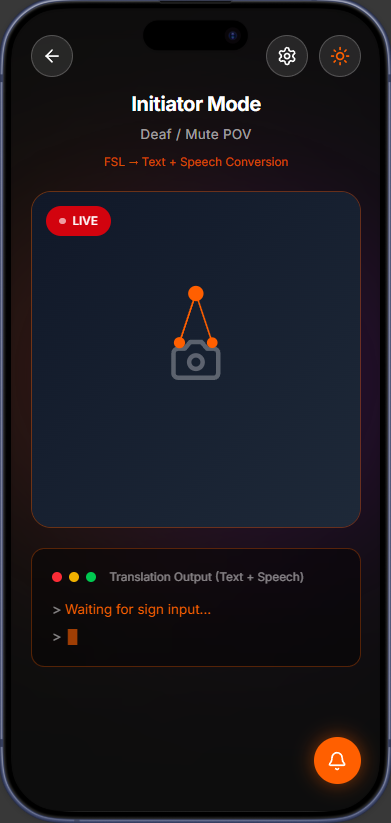 Initiator Mode
Deaf / Mute POV
FSL → Text + Speech Conversion
LIVE
Translation Output (Text + Speech)
> Waiting for sign input...
>